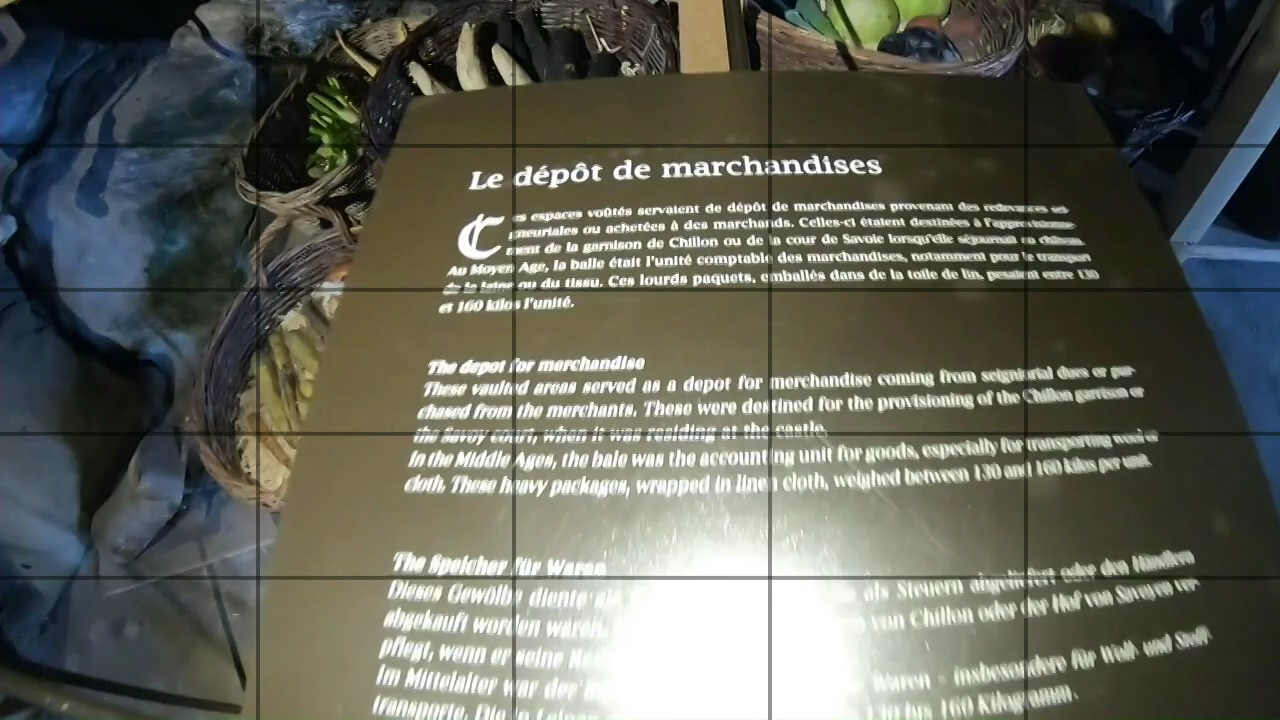 Le dépôt de marchandises
Ces espaces voûtés servaient de dépôt de marchandises provenant des redevances sei-
gneuriales ou achetées à des marchands. Celles-ci étaient destinées à l'approvisionne-
ment de la garnison de Chillon ou de la cour de Savoie lorsqu'elle séjournait au château.
Au Moyen Age, la balle était l'unité comptable des marchandises, notamment pour le transport
de la laine ou du tissu. Ces lourds paquets, emballés dans de la toile de lin, pesaient entre 130
et 160 kilos l'unité.
The depot for merchandise
These vaulted areas served as a depot for merchandise coming from seigniorial dues or pur-
chased from the merchants. These were destined for the provisioning of the Chillon garrison or
the Savoy court, when it was residing at the castle.
In the Middle Ages, the bale was the accounting unit for goods, especially for transporting wool or
cloth. These heavy packages, wrapped in linen cloth, weighed between 130 and 160 kilos per unit.
The Speicher für Waren
Dieses Gewölbe diente als Steuern abgeliefert oder den Händlern
abgekauft worden waren von Chillon oder der Hof von Savoyen ver-
pflegt, wenn er seine
Im Mittelalter war der Waren - insbesondere für Woll- und Stoff-
transporte. Die in Leinen 130 bis 160 Kilogramm.